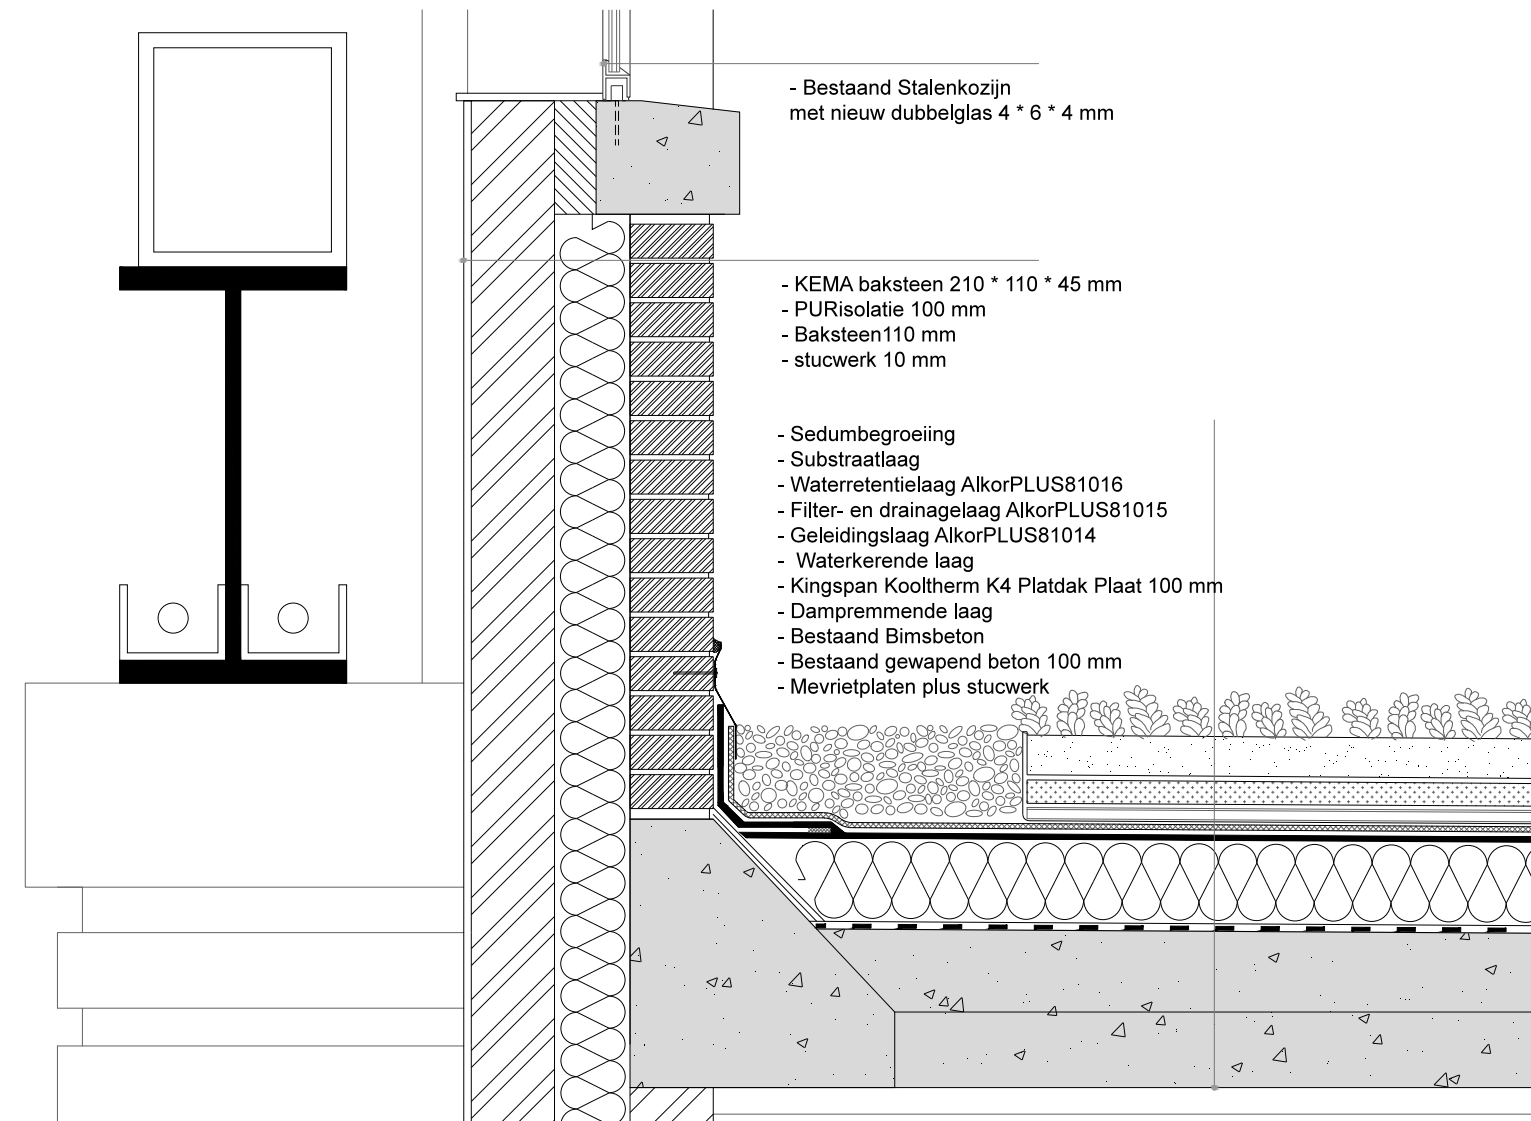 - Bestaand Stalenkozijn
met nieuw dubbelglas 4 * 6 * 4 mm
- KEMA baksteen 210 * 110 * 45 mm
- PURisolatie 100 mm
- Baksteen110 mm
- stucwerk 10 mm
- Sedumbegroeiing
- Substraatlaag
- Waterretentielaag AlkorPLUS81016
- Filter- en drainagelaag AlkorPLUS81015
- Geleidingslaag AlkorPLUS81014
- Waterkerende laag
- Kingspan Kooltherm K4 Platdak Plaat 100 mm
- Dampremmende laag
- Bestaand Bimsbeton
- Bestaand gewapend beton 100 mm
- Mevrietplaten plus stucwerk